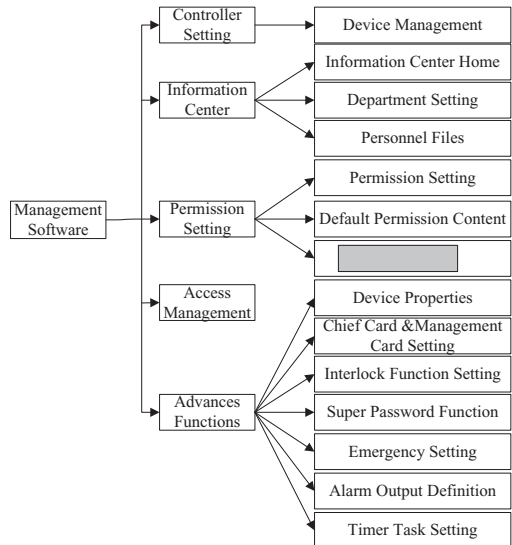 Management
Software
Controller
Setting
Information
Center
Permission
Setting
Access
Management
Advances
Functions
Device Management
Information Center Home
Department Setting
Personnel Files
Permission Setting
Default Permission Content
Device Properties
Chief Card &Management
Card Setting
Interlock Function Setting
Super Password Function
Emergency Setting
Alarm Output Definition
Timer Task Setting